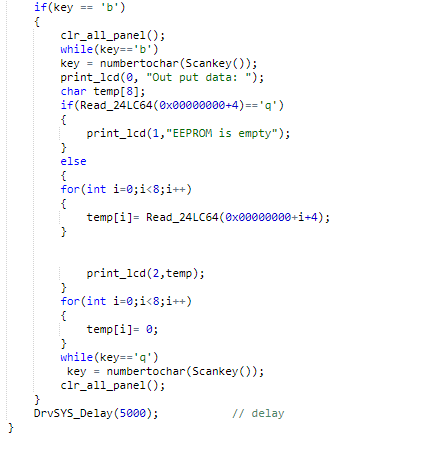 if(key == 'b')
{
clr_all_panel();
while(key=='b')
key = numbertochar(Scankey());
print_lcd(0, "Out put data: ");
char temp[8];
if(Read_24LC64(0x00000000+4)=='q')
{
print_lcd(1,"EEPROM is empty");
}
else
{
for(int i=0;i<8;i++)
{
temp[i]= Read_24LC64(0x00000000+i+4);
}
print_lcd(2,temp);
}
for(int i=0;i<8;i++)
{
temp[i]= 0;
}
while(key=='q')
key = numbertochar(Scankey());
clr_all_panel();
}
DrvSYS_Delay(5000); // delay
}